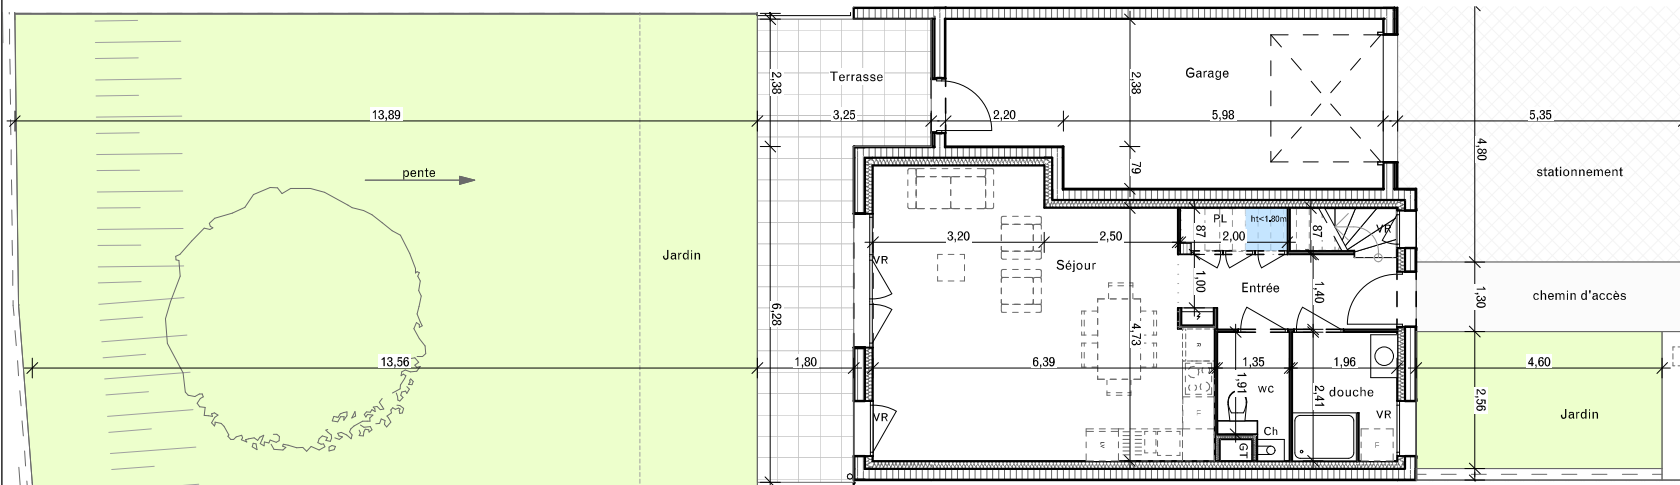 Terrasse
Garage
2,38
2,38
13,89
3,25
2,20
5,98
5,35
4,80
79
pente
stationnement
PL
ht<1.80m
87
87
VR
3,20
2,50
2,00
Jardin
Séjour
VR
1,00
Entrée
1,40
1,30
chemin d'accès
6,28
4,73
13,56
1,80
6,39
1,35
1,96
4,60
1,91
wc
2,41
douche
2,56
VR
VR
Jardin
Ch
GT